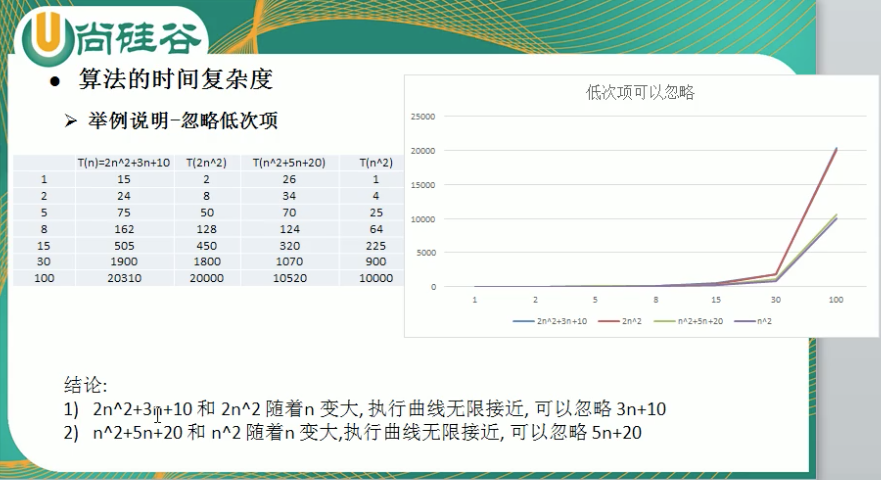 尚硅谷
● 算法的时间复杂度
➢ 举例说明-忽略低次项
T(n)=2n^2+3n+10 T(2n^2) T(n^2+5n+20) T(n^2)
1 15 2 26 1
2 24 8 34 4
5 75 50 70 25
8 162 128 124 64
15 505 450 320 225
30 1900 1800 1070 900
100 20310 20000 10520 10000
低次项可以忽略
25000
20000
15000
10000
5000
0
1 2 5 8 15 30 100
2n^2+3n+10 2n^2 n^2+5n+20 n^2
结论:
1) 2n^2+3n+10 和 2n^2 随着n 变大, 执行曲线无限接近, 可以忽略 3n+10
2) n^2+5n+20 和 n^2 随着n 变大,执行曲线无限接近, 可以忽略 5n+20